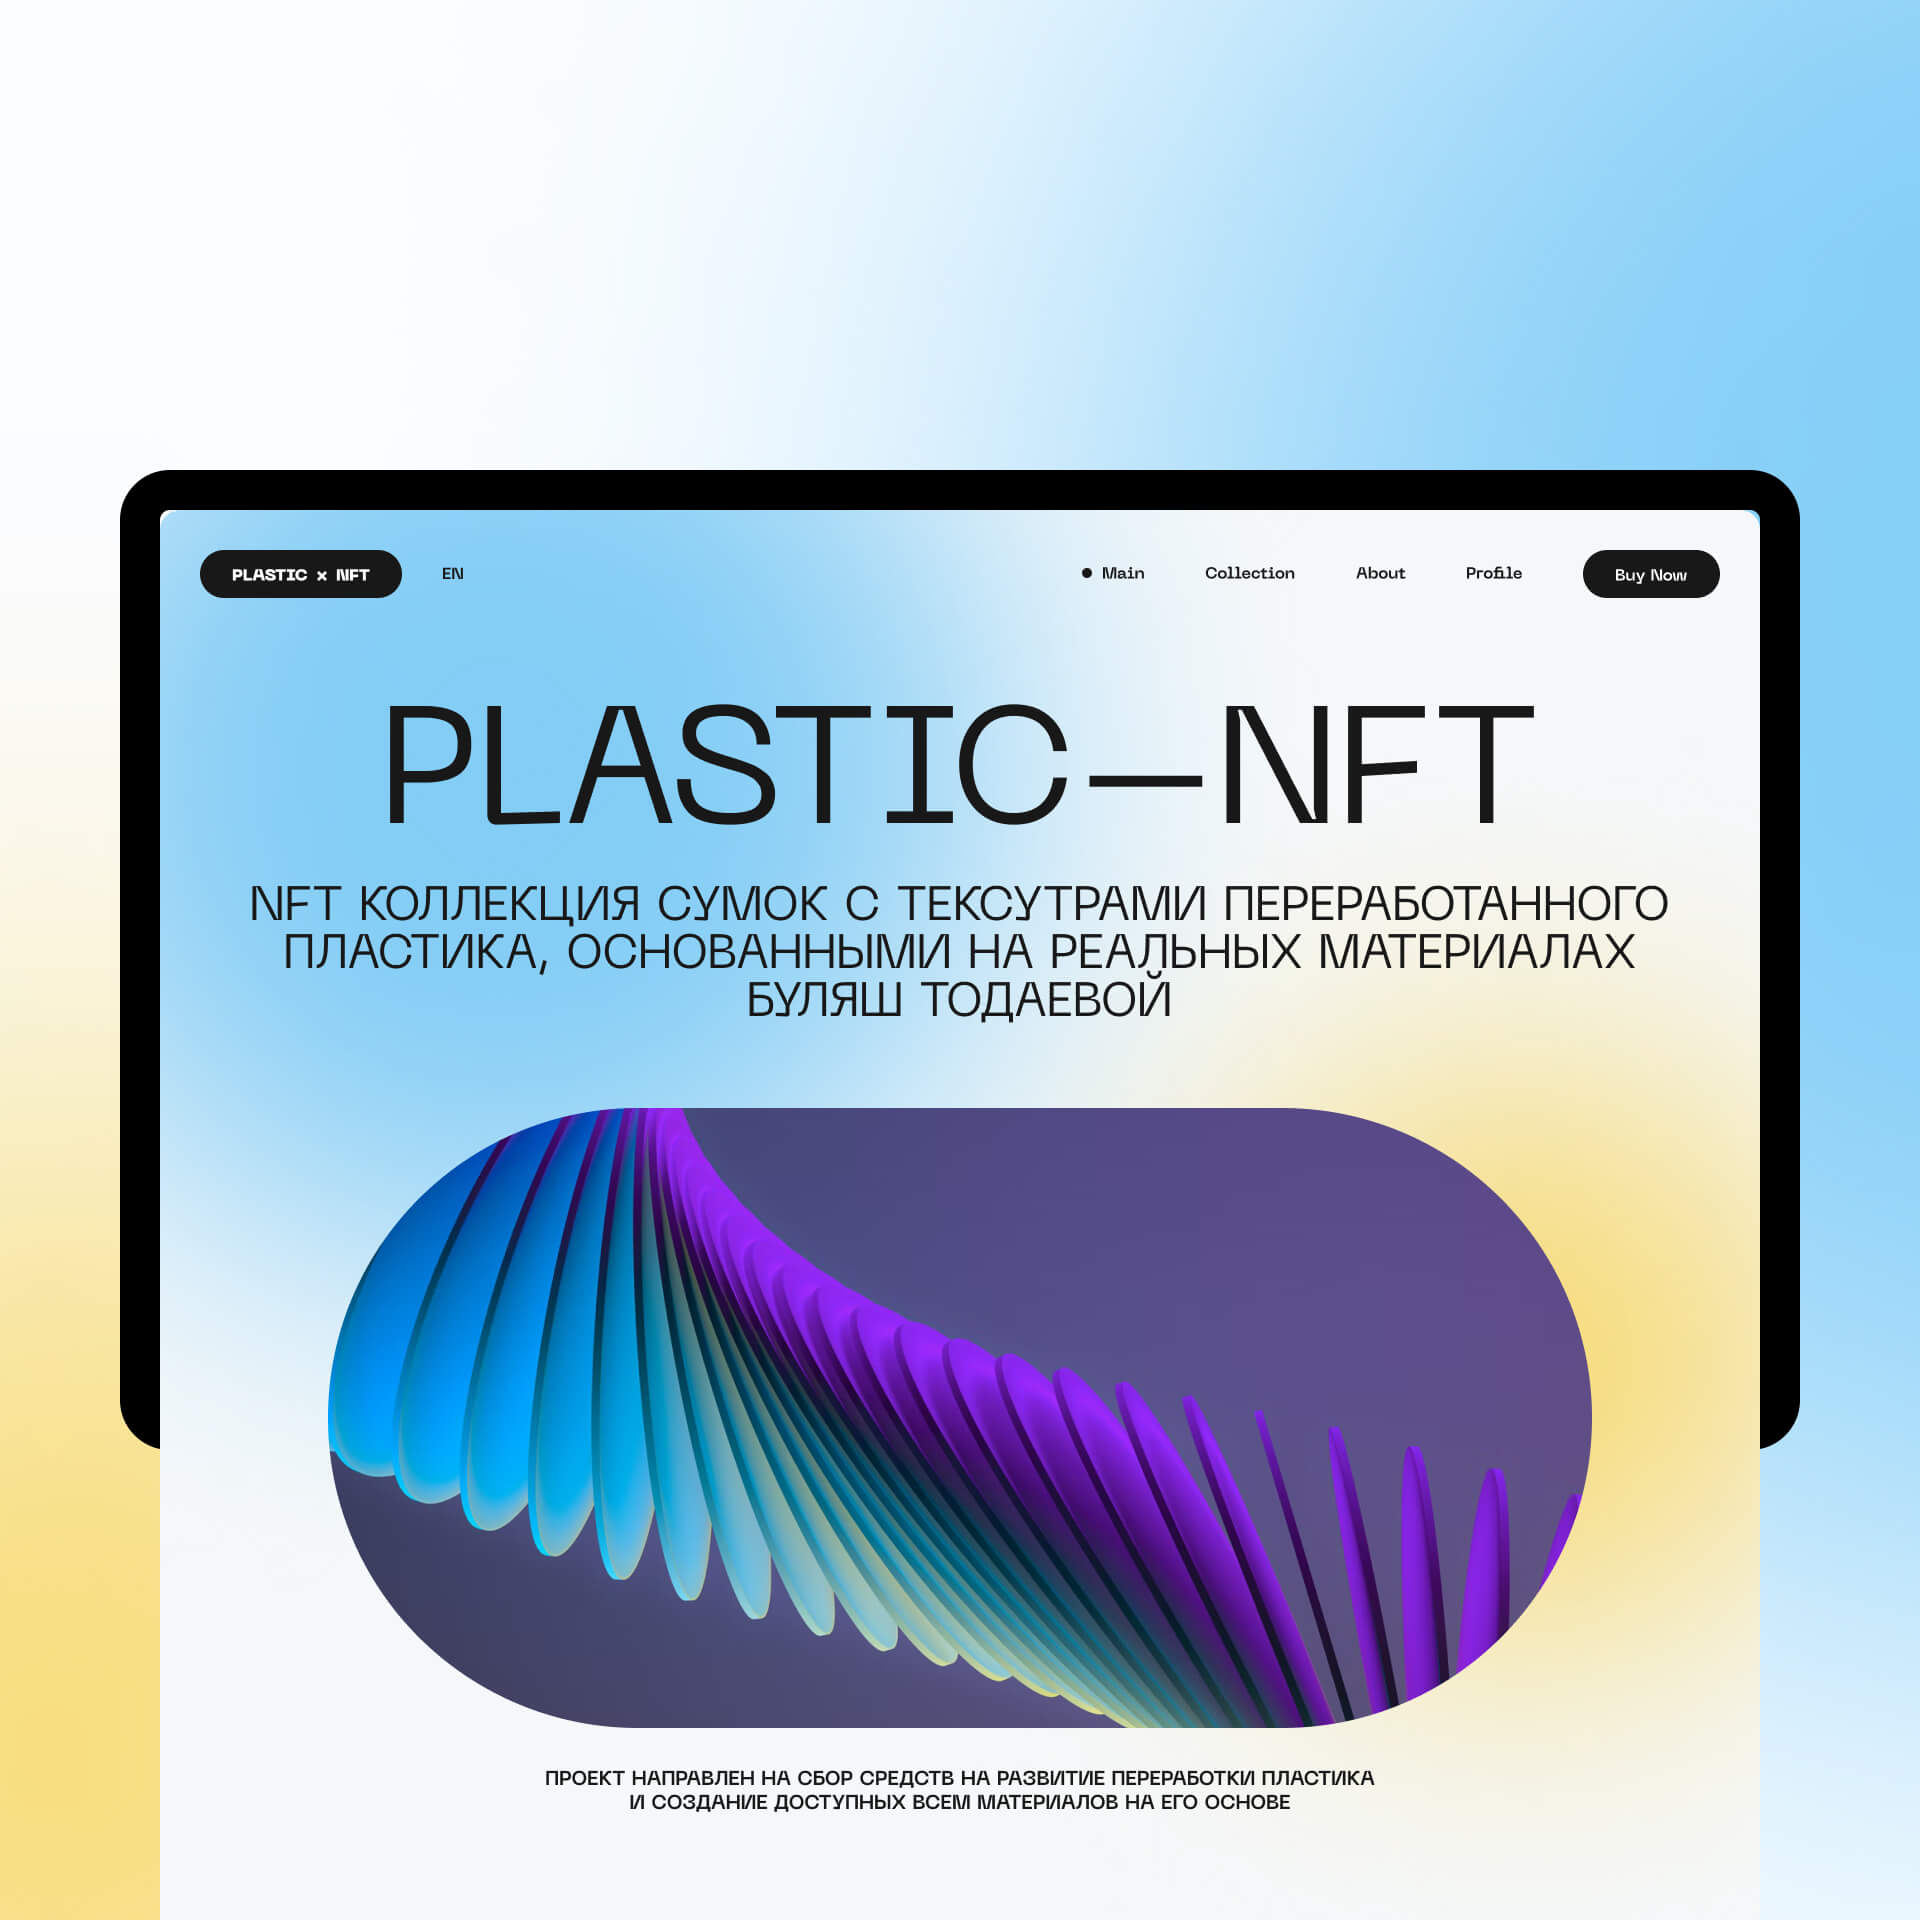 PLASTIC × NFT
EN
Main
Collection
About
Profile
Buy Now
PLASTIC–NFT
NFT КОЛЛЕКЦИЯ СУМОК С ТЕКСУТРАМИ ПЕРЕРАБОТАННОГО
ПЛАСТИКА, ОСНОВАННЫМИ НА РЕАЛЬНЫХ МАТЕРИАЛАХ
БУЛЯШ ТОДАЕВОЙ
ПРОЕКТ НАПРАВЛЕН НА СБОР СРЕДСТВ НА РАЗВИТИЕ ПЕРЕРАБОТКИ ПЛАСТИКА
И СОЗДАНИЕ ДОСТУПНЫХ ВСЕМ МАТЕРИАЛОВ НА ЕГО ОСНОВЕ